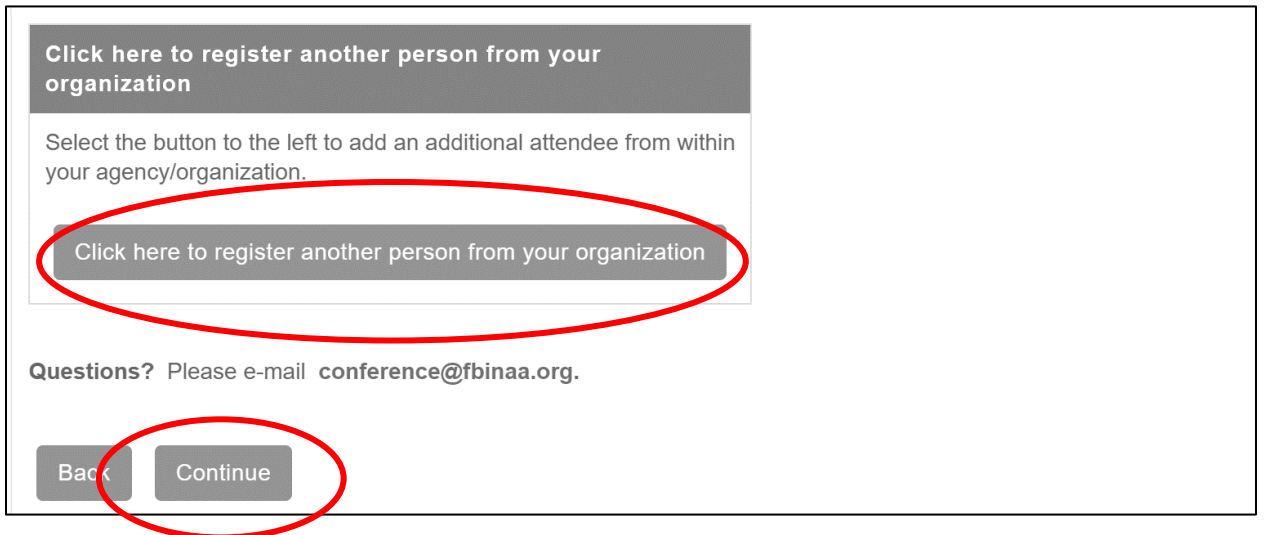 Click here to register another person from your
organization
Select the button to the left to add an additional attendee from within
your agency/organization.
Click here to register another person from your organization
Questions? Please e-mail conference@fbinaa.org.
Back Continue